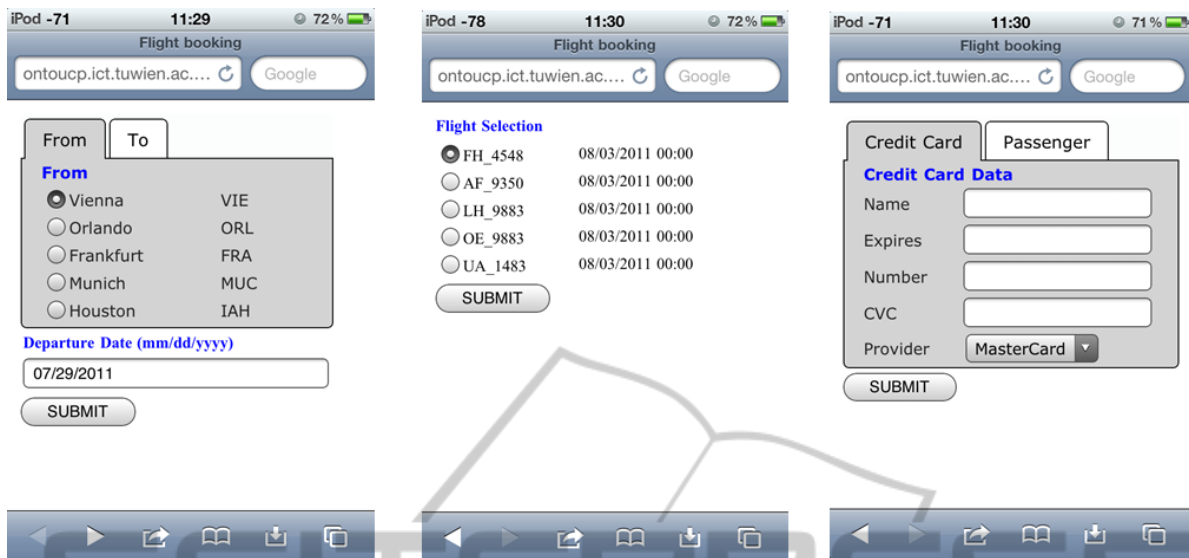 iPod -71 11:29 72%
Flight booking
ontoucp.ict.tuwien.ac.... Google
From To
From
Vienna VIE
Orlando ORL
Frankfurt FRA
Munich MUC
Houston IAH
Departure Date (mm/dd/yyyy)
07/29/2011
SUBMIT
iPod -78 11:30 72%
Flight booking
ontoucp.ict.tuwien.ac.... Google
Flight Selection
FH_4548 08/03/2011 00:00
AF_9350 08/03/2011 00:00
LH_9883 08/03/2011 00:00
OE_9883 08/03/2011 00:00
UA_1483 08/03/2011 00:00
SUBMIT
iPod -71 11:30 71%
Flight booking
ontoucp.ict.tuwien.ac.... Google
Credit Card Passenger
Credit Card Data
Name
Expires
Number
CVC
Provider MasterCard
SUBMIT